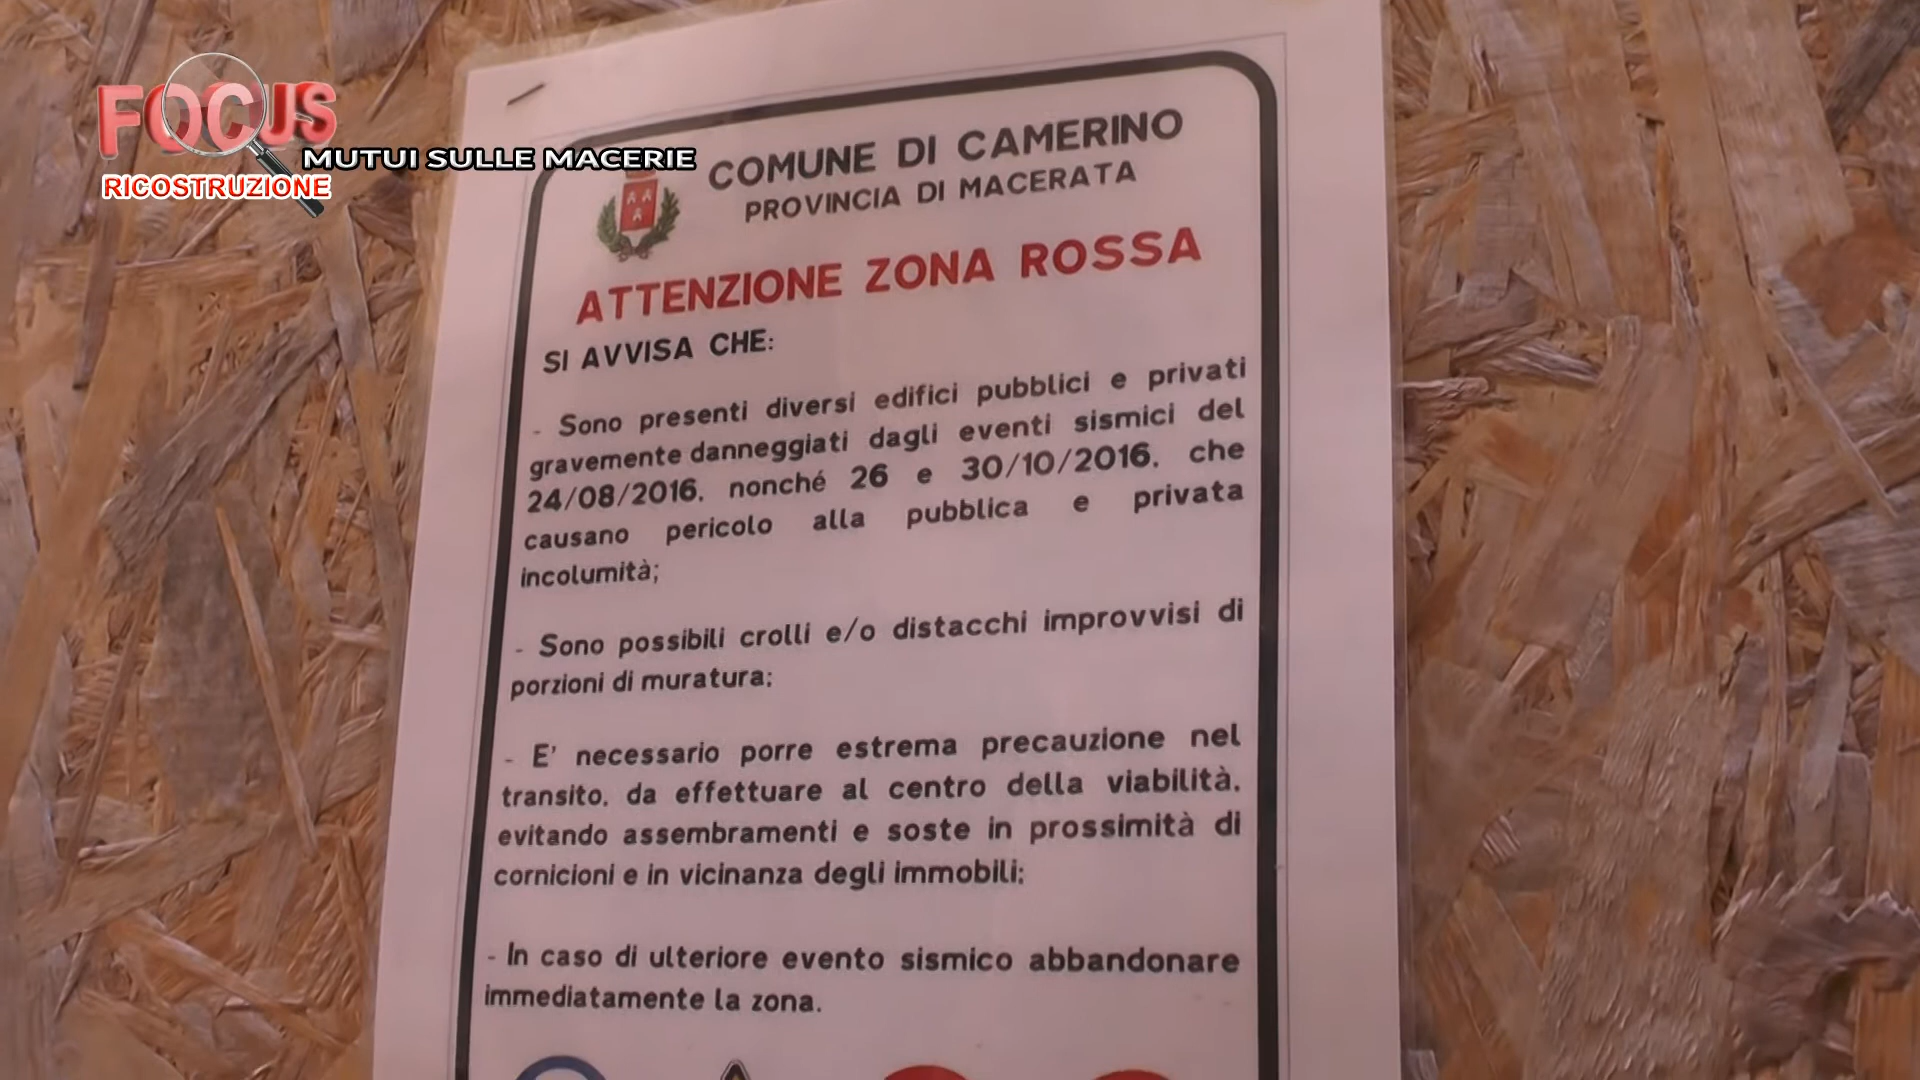 FOCUS
MUTUI SULLE MACERIE
RICOSTRUZIONE
COMUNE DI CAMERINO
PROVINCIA DI MACERATA
ATTENZIONE ZONA ROSSA
SI AVVISA CHE:
- Sono presenti diversi edifici pubblici e privati
gravemente danneggiati dagli eventi sismici del
24/08/2016, nonché 26 e 30/10/2016, che
causano pericolo alla pubblica e privata
incolumità;
- Sono possibili crolli e/o distacchi improvvisi di
porzioni di muratura;
- E' necessario porre estrema precauzione nel
transito, da effettuare al centro della viabilità,
evitando assembramenti e soste in prossimità di
cornicioni e in vicinanza degli immobili;
- In caso di ulteriore evento sismico abbandonare
immediatamente la zona.